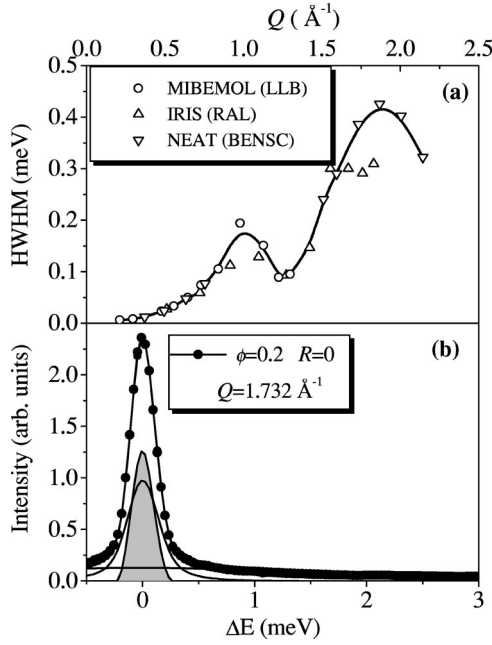 Q ( Å⁻¹)
0.0 0.5 1.0 1.5 2.0 2.5
0.5
0.4
0.3
0.2
0.1
0.0
HWHM (meV)
(a)
MIBEMOL (LLB)
IRIS (RAL)
NEAT (BENSC)
(b)
ϕ=0.2 R=0
Q=1.732 Å⁻¹
2.0
1.5
1.0
0.5
0.0
Intensity (arb. units)
0 1 2 3
ΔE (meV)